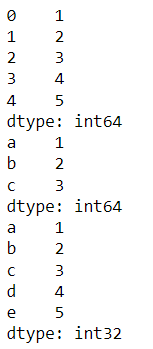 0    1
1    2
2    3
3    4
4    5
dtype: int64
a    1
b    2
c    3
dtype: int64
a    1
b    2
c    3
d    4
e    5
dtype: int32